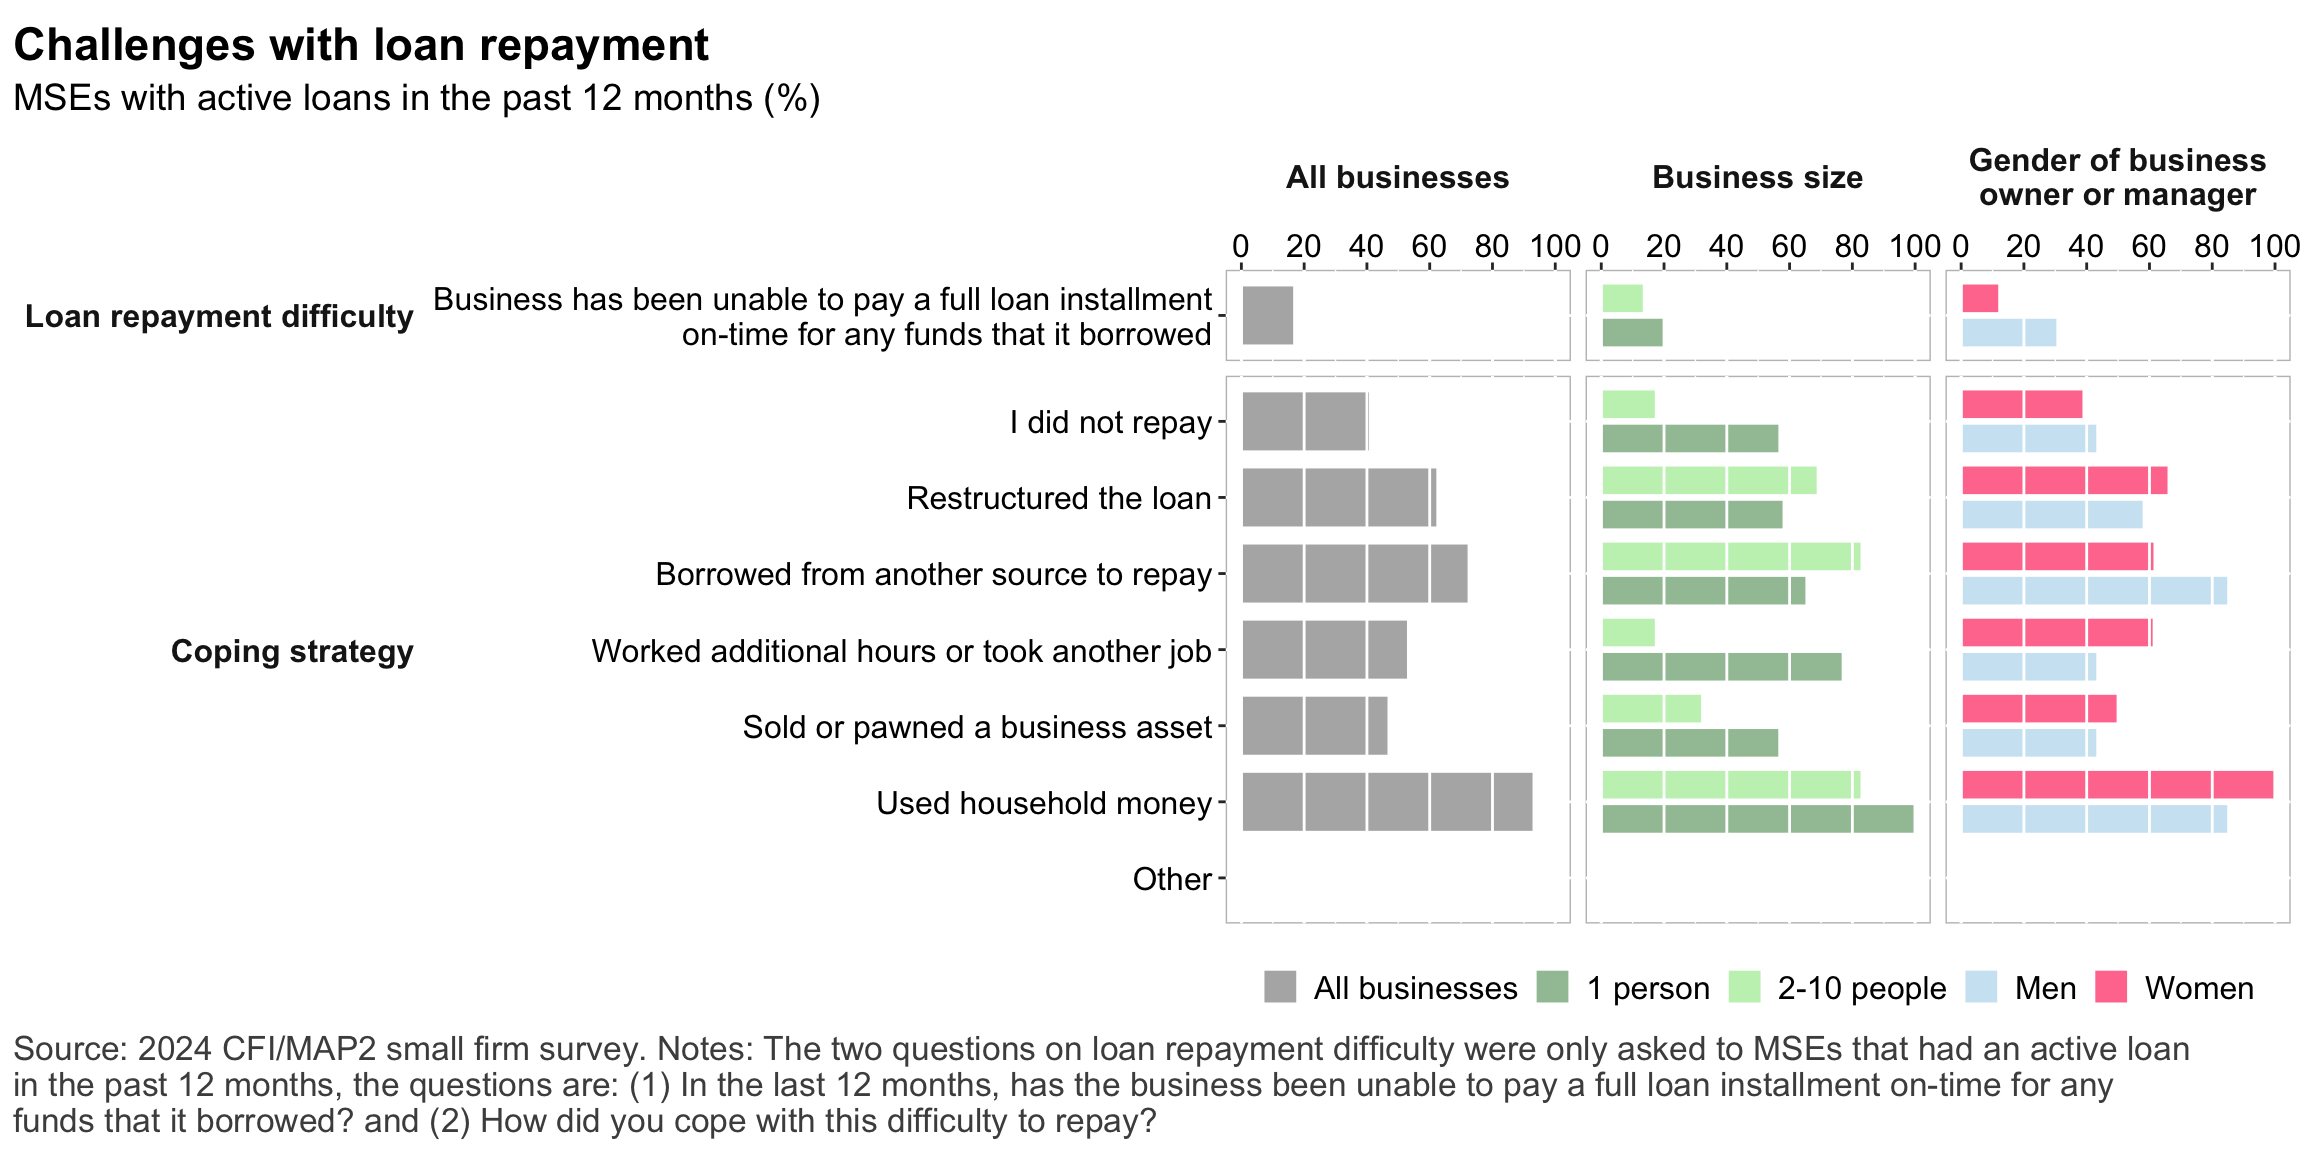 Challenges with loan repayment
MSEs with active loans in the past 12 months (%)
All businesses
Business size
Gender of business
owner or manager
0 20 40 60 80 100 0 20 40 60 80 100 0 20 40 60 80 100
Loan repayment difficulty
Business has been unable to pay a full loan installment
on-time for any funds that it borrowed
Coping strategy
I did not repay
Restructured the loan
Borrowed from another source to repay
Worked additional hours or took another job
Sold or pawned a business asset
Used household money
Other
All businesses 1 person 2-10 people Men Women
Source: 2024 CFI/MAP2 small firm survey. Notes: The two questions on loan repayment difficulty were only asked to MSEs that had an active loan
in the past 12 months, the questions are: (1) In the last 12 months, has the business been unable to pay a full loan installment on-time for any
funds that it borrowed? and (2) How did you cope with this difficulty to repay?